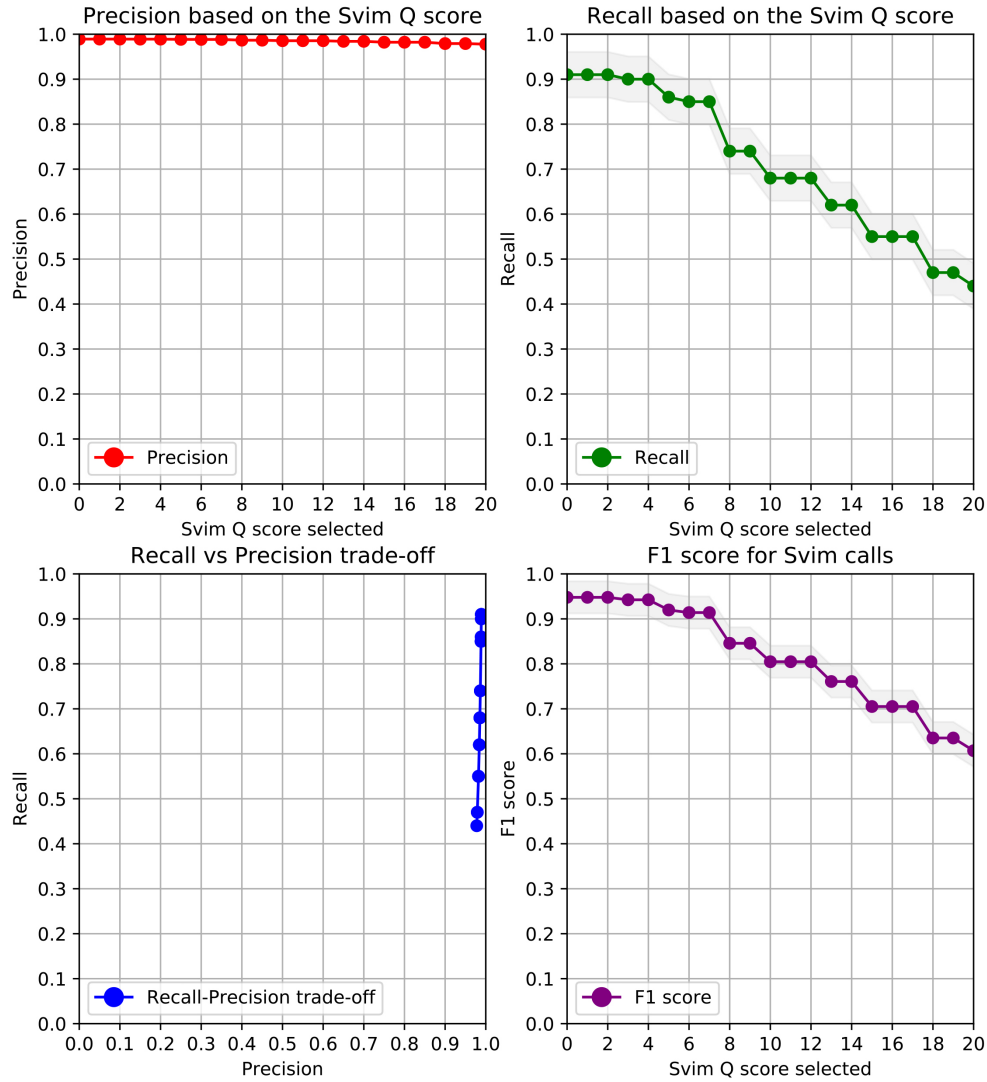 Precision based on the Svim Q score
1.0
0.9
0.8
0.7
0.6
0.5
0.4
0.3
0.2
0.1
0.0
Precision
Precision
0 2 4 6 8 10 12 14 16 18 20
Svim Q score selected
Recall based on the Svim Q score
1.0
0.9
0.8
0.7
0.6
0.5
0.4
0.3
0.2
0.1
0.0
Recall
Recall
0 2 4 6 8 10 12 14 16 18 20
Svim Q score selected
Recall vs Precision trade-off
1.0
0.9
0.8
0.7
0.6
0.5
0.4
0.3
0.2
0.1
0.0
Recall
Recall-Precision trade-off
0.0 0.1 0.2 0.3 0.4 0.5 0.6 0.7 0.8 0.9 1.0
Precision
F1 score for Svim calls
1.0
0.9
0.8
0.7
0.6
0.5
0.4
0.3
0.2
0.1
0.0
F1 score
F1 score
0 2 4 6 8 10 12 14 16 18 20
Svim Q score selected